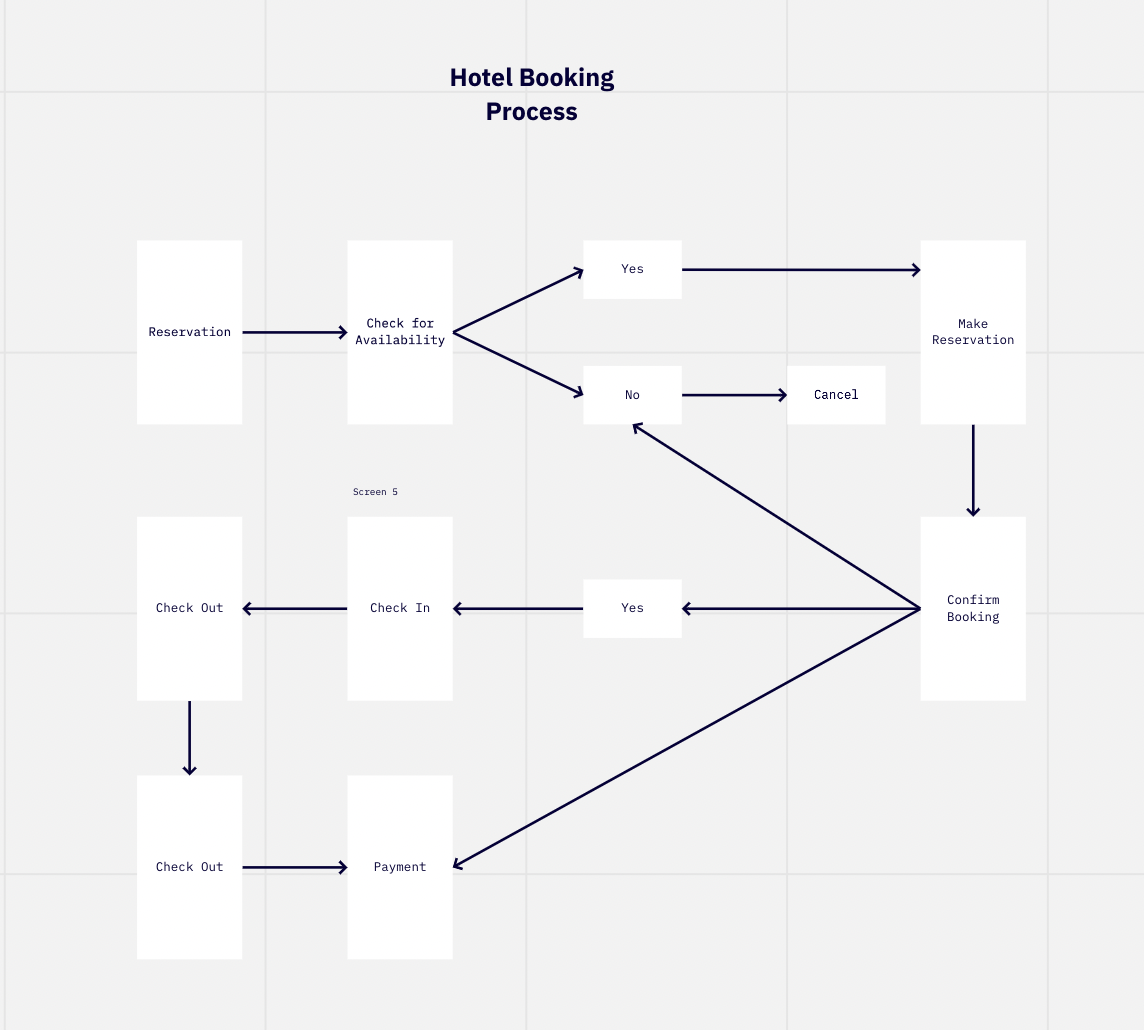 Hotel Booking
Process
Yes
Reservation
Check for
Availability
Make
Reservation
No
Cancel
Screen 5
Check Out
Check In
Yes
Confirm
Booking
Check Out
Payment